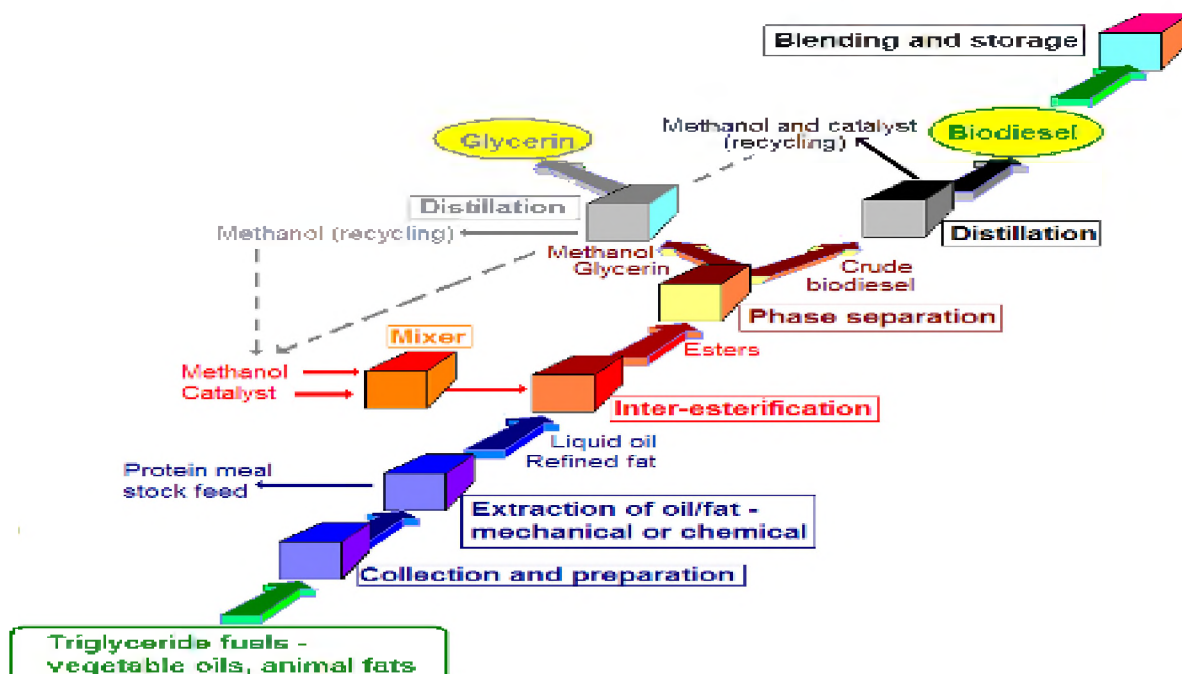 Blending and storage
Methanol and catalyst
(recycling)
Biodiesel
Glycerin
Distillation
Methanol (recycling)
Distillation
Methanol
Glycerin
Crude
biodiesel
Phase separation
Mixer
Esters
Methanol
Catalyst
Inter-esterification
Liquid oil
Refined fat
Protein meal
stock feed
Extraction of oil/fat -
mechanical or chemical
Collection and preparation
Triglyceride fuels -
vegetable oils, animal fats